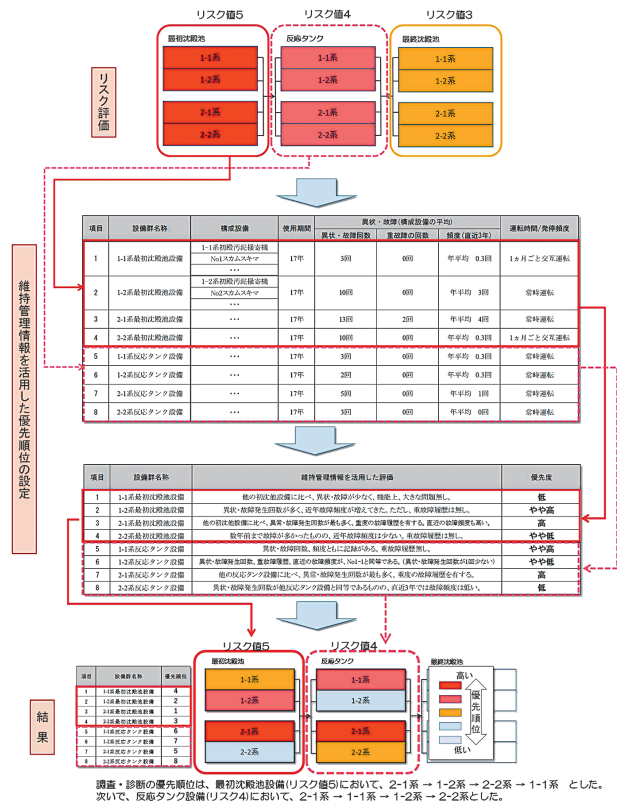 リスク値5 リスク値4 リスク値3
最初沈殿池 反応タンク 最終沈殿池
1-1系 1-1系 1-1系
1-2系 1-2系 1-2系
2-1系 2-1系 2-1系
2-2系 2-2系 2-2系
リスク評価
維持管理情報を活用した優先順位の設定
項目 設備群名称 構成設備 使用期間 異状・故障(構成設備の平均) 運転時間/発停頻度
異状・故障回数 重故障の回数 頻度(直近3年)
1 1-1系最初沈殿池設備 1-1系初殿汚泥掻寄機 17年 3回 0回 年平均 0.3回 1ヵ月ごと交互運転
No1スカムスキマ
・・・
2 1-2系最初沈殿池設備 1-2系初殿汚泥掻寄機 17年 10回 0回 年平均 3回 常時運転
No2スカムスキマ
・・・
3 2-1系最初沈殿池設備 ・・・ 17年 13回 2回 年平均 4回 常時運転
4 2-2系最初沈殿池設備 ・・・ 17年 10回 0回 年平均 0.3回 1ヵ月ごと交互運転
5 1-1系反応タンク設備 ・・・ 17年 3回 0回 年平均 0.3回 常時運転
6 1-2系反応タンク設備 ・・・ 17年 2回 0回 年平均 0.3回 常時運転
7 2-1系反応タンク設備 ・・・ 17年 5回 0回 年平均 1回 常時運転
8 2-2系反応タンク設備 ・・・ 17年 3回 0回 年平均 0回 常時運転
項目 設備群名称 維持管理情報を活用した評価 優先度
1 1-1系最初沈殿池設備 他の初沈他設備に比べ、異状・故障が少なく、機能上、大きな問題無し。 低
2 1-2系最初沈殿池設備 異状・故障発生回数が多く、近年故障頻度が増えてきた。ただし、重故障履歴は無し。 やや高
3 2-1系最初沈殿池設備 他の初沈他設備に比べ、異常・故障発生回数が最も多く、重度の故障履歴を有する。直近の故障頻度も高い。 高
4 2-2系最初沈殿池設備 数年前まで故障が多かったものの、近年故障頻度は少ない。重故障履歴は無し。 やや低
5 1-1系反応タンク設備 異状・故障回数、頻度ともに記録がある。重故障履歴無し。 やや高
6 1-2系反応タンク設備 異状・故障発生回数、重故障履歴、直近の故障頻度が、No1-1と同等である(異状・故障発生回数が1回少ない) やや低
7 2-1系反応タンク設備 他の反応タンク設備に比べ、異常・故障発生回数が最も多く、重度の故障履歴を有する。 高
8 2-2系反応タンク設備 異状・故障発生回数が他反応タンク設備と同等であるものの、直近3年では故障頻度は低い。 低
リスク値5 リスク値4
最初沈殿池 反応タンク 最終沈殿池
1-1系 1-1系
1-2系 1-2系
2-1系 2-1系
2-2系 2-2系
高い
優先順位
低い
結果
項目 設備群名称 優先順位
1 1-1系最初沈殿池設備 4
2 1-2系最初沈殿池設備 2
3 2-1系最初沈殿池設備 1
4 2-2系最初沈殿池設備 3
5 1-1系反応タンク設備 6
6 1-2系反応タンク設備 7
7 2-1系反応タンク設備 5
8 2-2系反応タンク設備 8
調査・診断の優先順位は、最初沈殿池設備(リスク値5)において、2-1系 → 1-2系 → 2-2系 → 1-1系 とした。
次いで、反応タンク設備(リスク4)において、2-1系 → 1-1系 → 1-2系 → 2-2系とした。